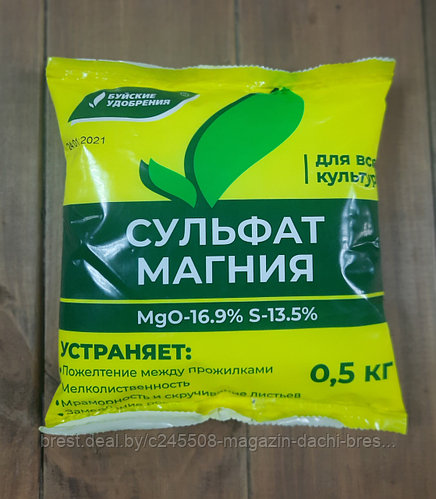 БУЙСКИЕ
УДОБРЕНИЯ
2021
для все
культур
СУЛЬФАТ
МАГНИЯ
MgO-16.9% S-13.5%
УСТРАНЯЕТ:
•Пожелтение между прожилками
Мелколиственность
•Мраморность и скручивание листьев
0,5 кг
brest.deal.by/c245508-magazin-dachi-bres...